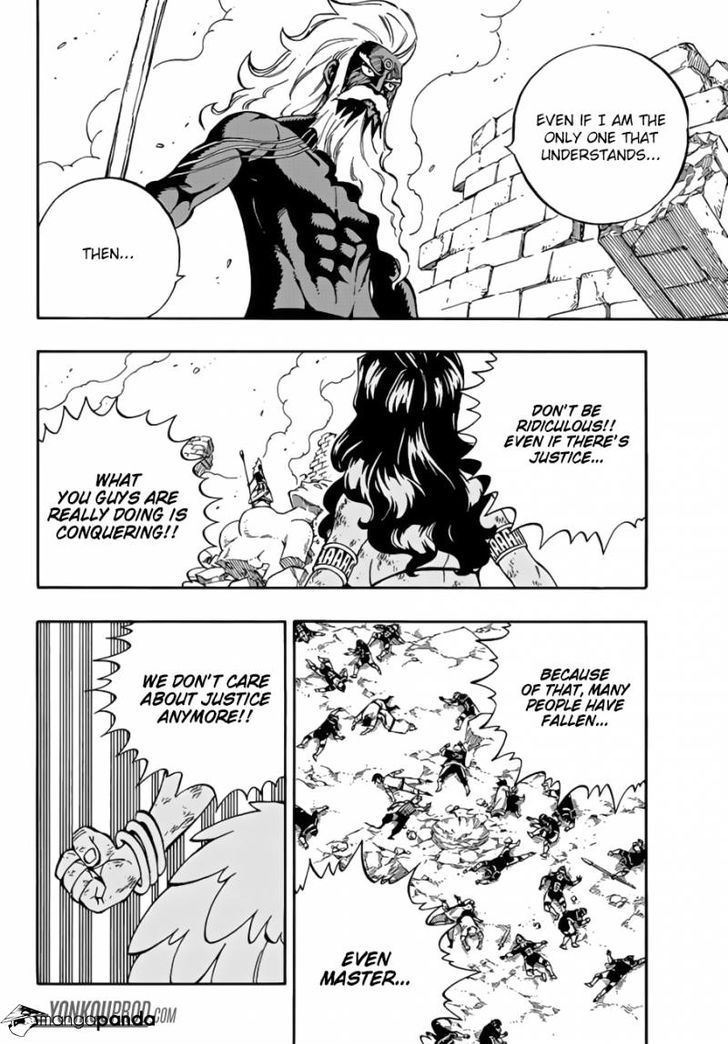 EVEN IF I AM THE
ONLY ONE THAT
UNDERSTANDS...
THEN...
DON'T BE
RIDICULOUS!!
EVEN IF THERE'S
JUSTICE...
WHAT
YOU GUYS ARE
REALLY DOING IS
CONQUERING!!
BECAUSE
OF THAT, MANY
PEOPLE HAVE
FALLEN...
EVEN
MASTER...
WE DON'T CARE
ABOUT JUSTICE
ANYMORE!!
YONKOUPROD.COM
mangapanda